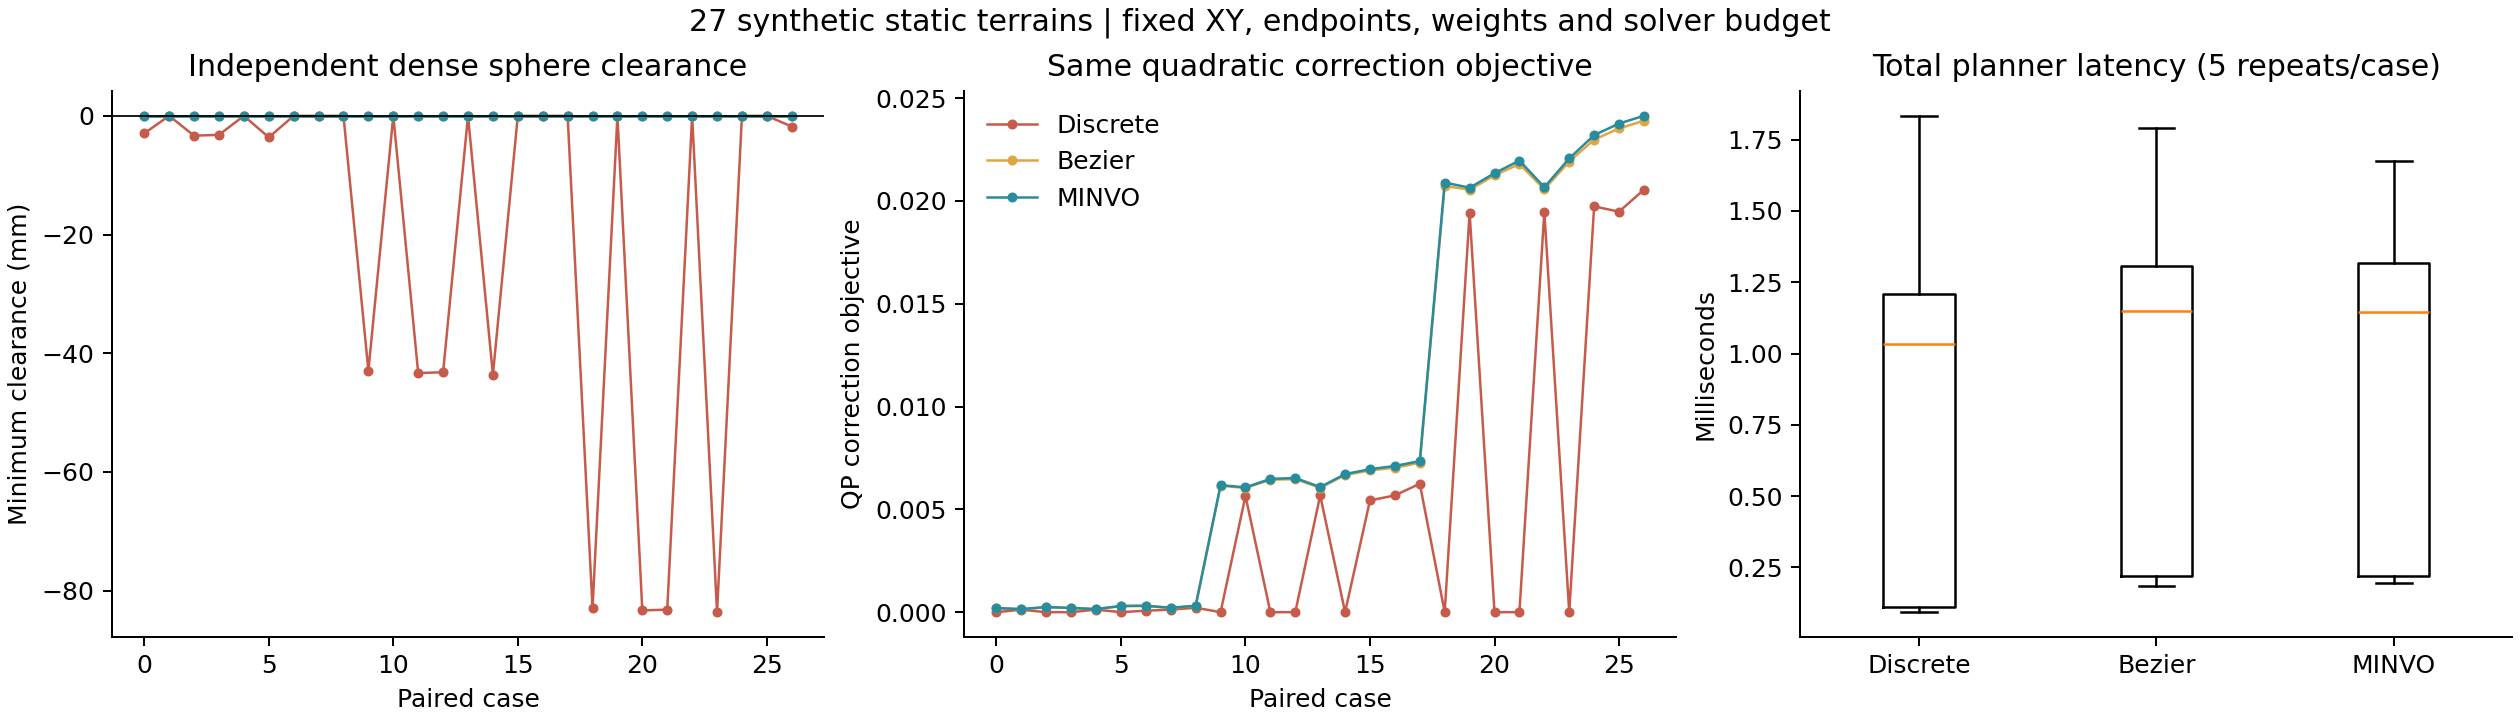 27 synthetic static terrains | fixed XY, endpoints, weights and solver budget
Independent dense sphere clearance
Minimum clearance (mm)
0
−20
−40
−60
−80
0 5 10 15 20 25
Paired case
Same quadratic correction objective
QP correction objective
0.025
0.020
0.015
0.010
0.005
0.000
Discrete
Bezier
MINVO
0 5 10 15 20 25
Paired case
Total planner latency (5 repeats/case)
Milliseconds
1.75
1.50
1.25
1.00
0.75
0.50
0.25
Discrete Bezier MINVO